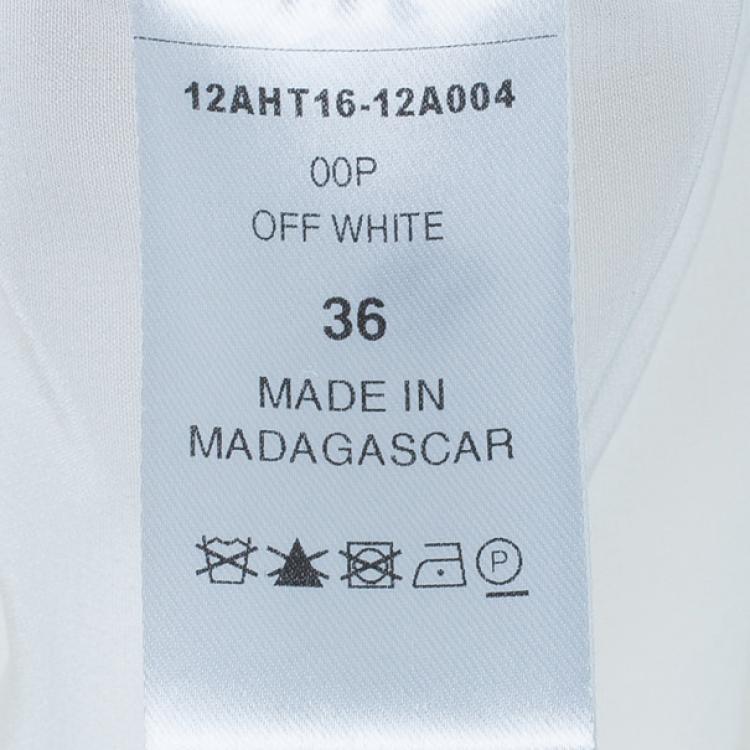 12AHT16-12A004
00P
OFF WHITE
36
MADE IN
MADAGASCAR
P